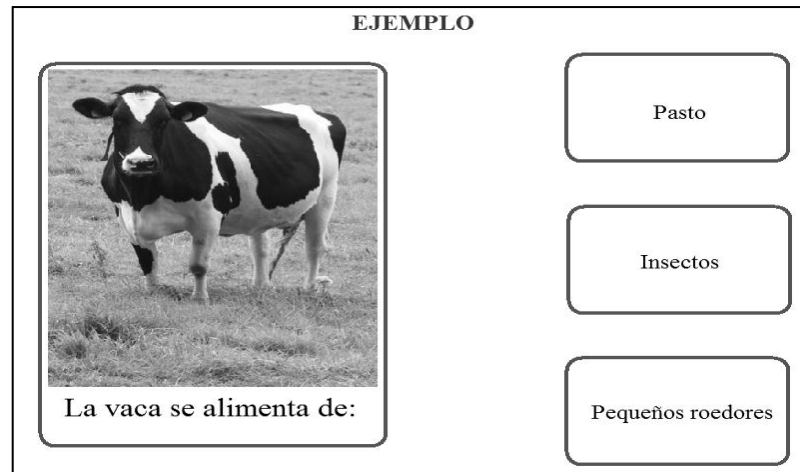 EJEMPLO
Pasto
Insectos
La vaca se alimenta de:
Pequeños roedores